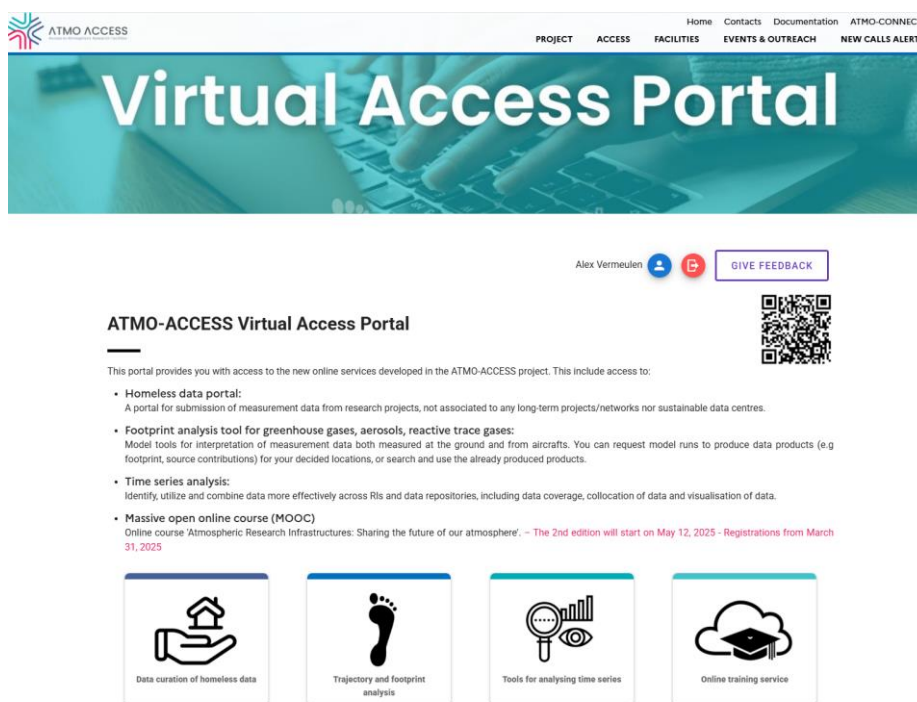 ATMO ACCESS
Home Contacts Documentation ATMO-CONNEC
PROJECT ACCESS FACILITIES EVENTS & OUTREACH NEW CALLS ALERT
Virtual Access Portal
Alex Vermeulen
GIVE FEEDBACK
ATMO-ACCESS Virtual Access Portal
This portal provides you with access to the new online services developed in the ATMO-ACCESS project. This include access to:
• Homeless data portal:
A portal for submission of measurement data from research projects, not associated to any long-term projects/networks nor sustainable data centres.
• Footprint analysis tool for greenhouse gases, aerosols, reactive trace gases:
Model tools for interpretation of measurement data both measured at the ground and from aircrafts. You can request model runs to produce data products (e.g
footprint, source contributions) for your decided locations, or search and use the already produced products.
• Time series analysis:
Identify, utilize and combine data more effectively across RIs and data repositories, including data coverage, collocation of data and visualisation of data.
• Massive open online course (MOOC)
Online course 'Atmospheric Research Infrastructures: Sharing the future of our atmosphere'. – The 2nd edition will start on May 12, 2025 - Registrations from March
31, 2025
Data curation of homeless data
Trajectory and footprint
analysis
Tools for analysing time series
Online training service